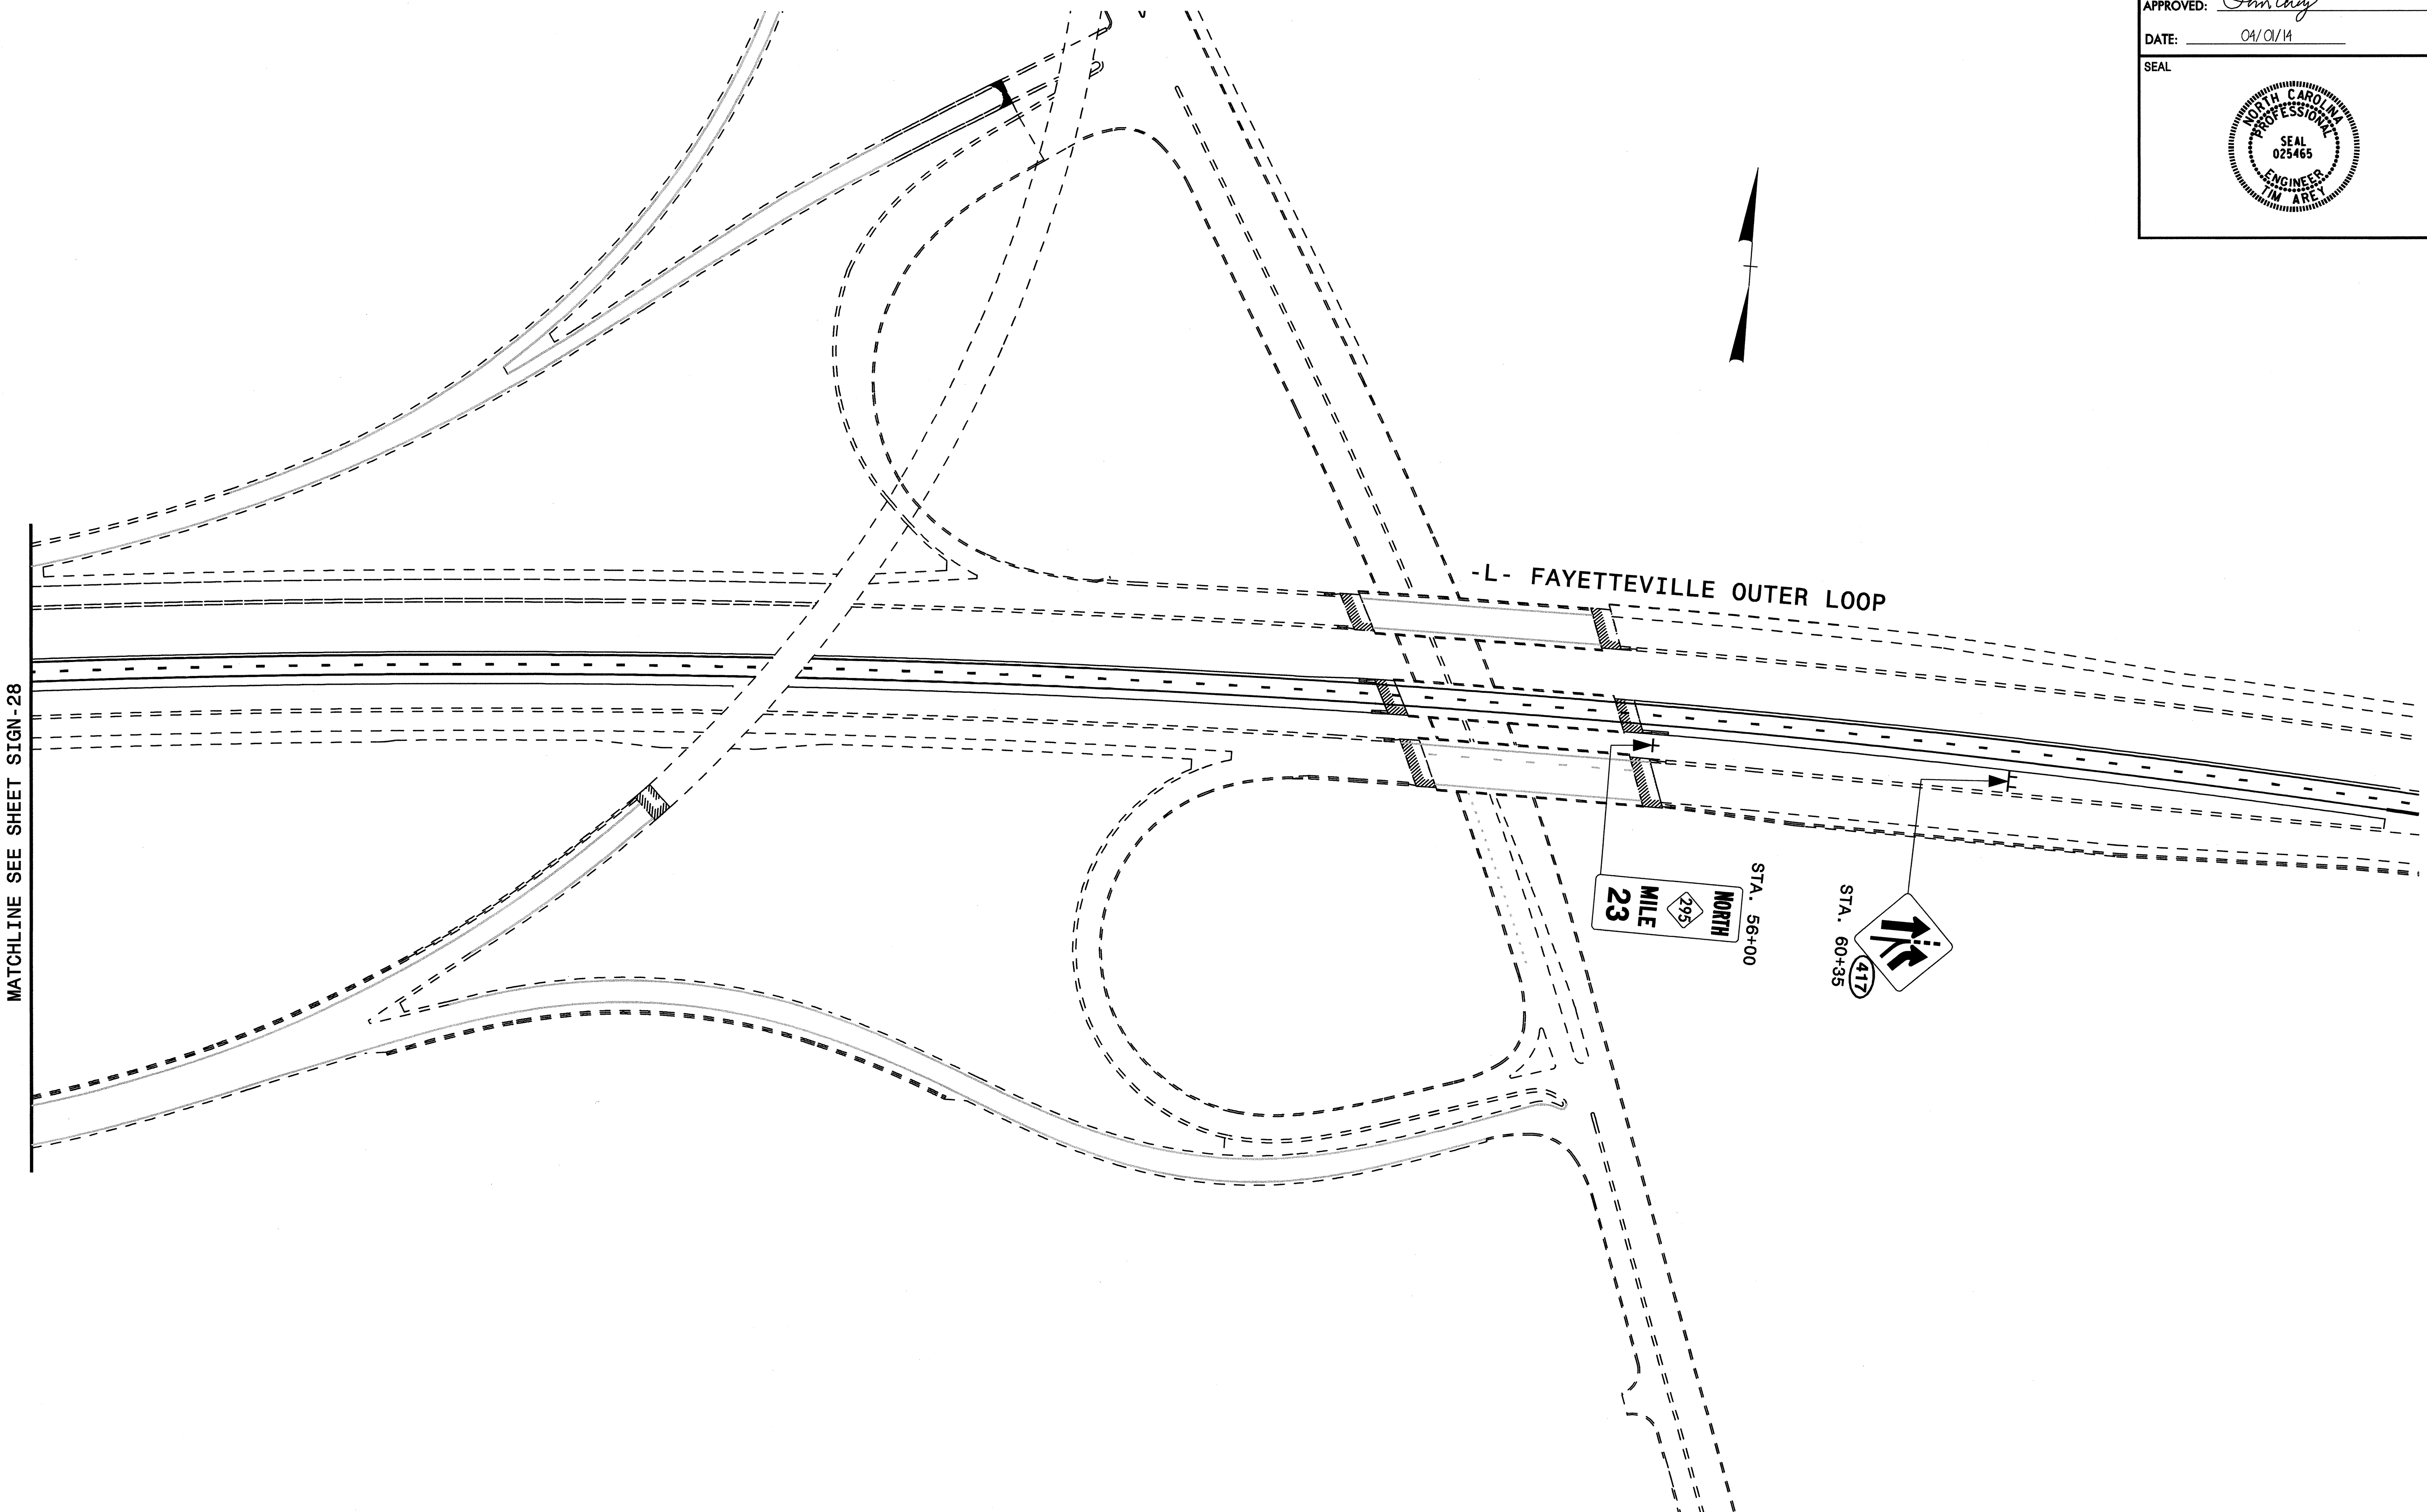 APPROVED:
DATE: 04/01/14
SEAL
NORTH CAROLINA
PROFESSIONAL
SEAL
025465
ENGINEER
TIM AREY
-L- FAYETTEVILLE OUTER LOOP
MATCHLINE SEE SHEET SIGN-28
NORTH
295
MILE
23
STA. 56+00
STA. 60+35
417